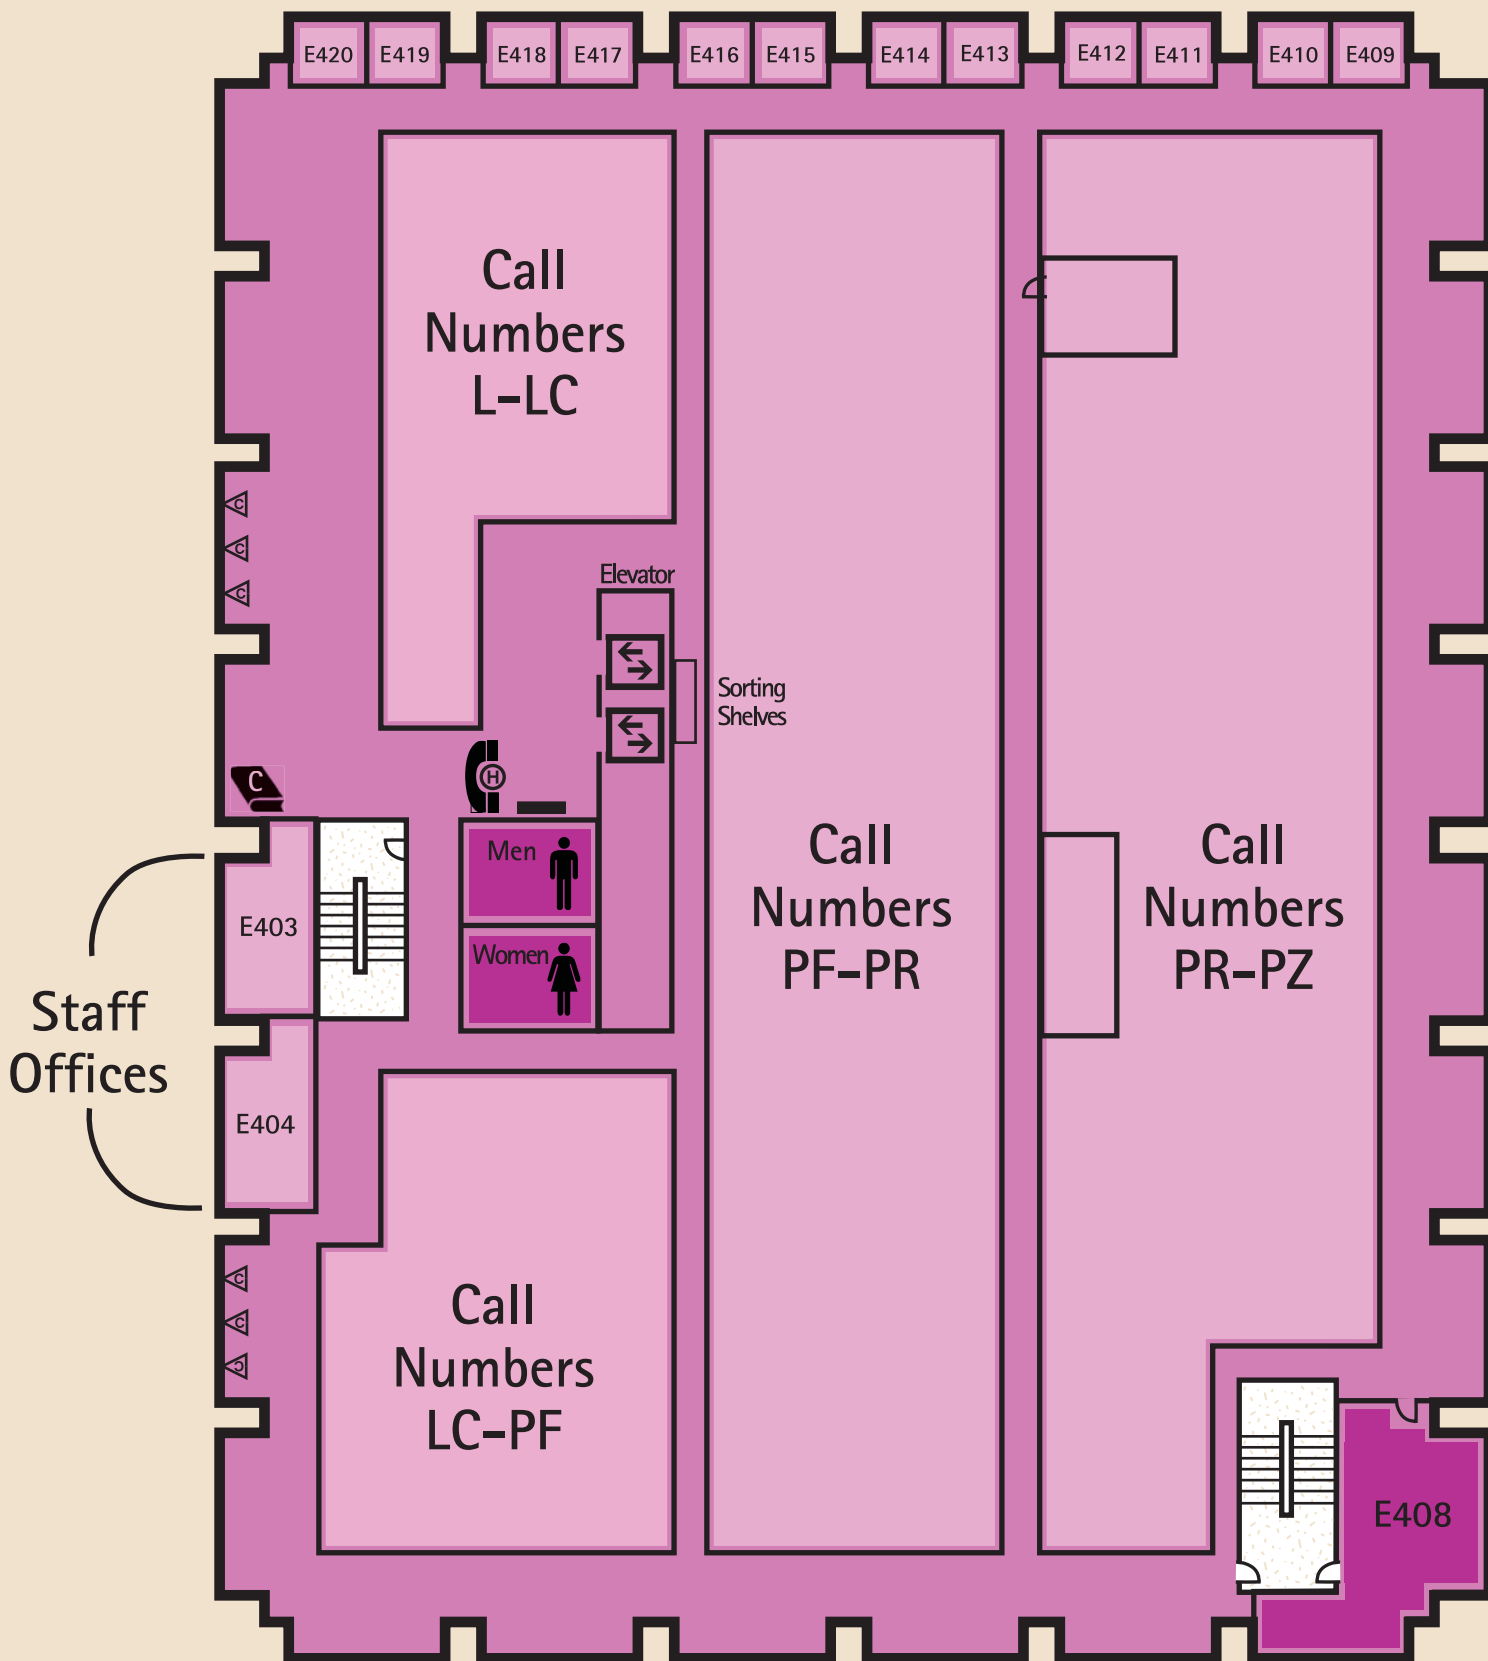 E420 E419 E418 E417 E416 E415 E414 E413 E412 E411 E410 E409
Call
Numbers
L–LC
C
C
C
Elevator
Sorting
Shelves
C
H
Men
Women
E403
Staff
Offices
E404
Call
Numbers
PF–PR
Call
Numbers
PR–PZ
C
C
C
Call
Numbers
LC–PF
E408